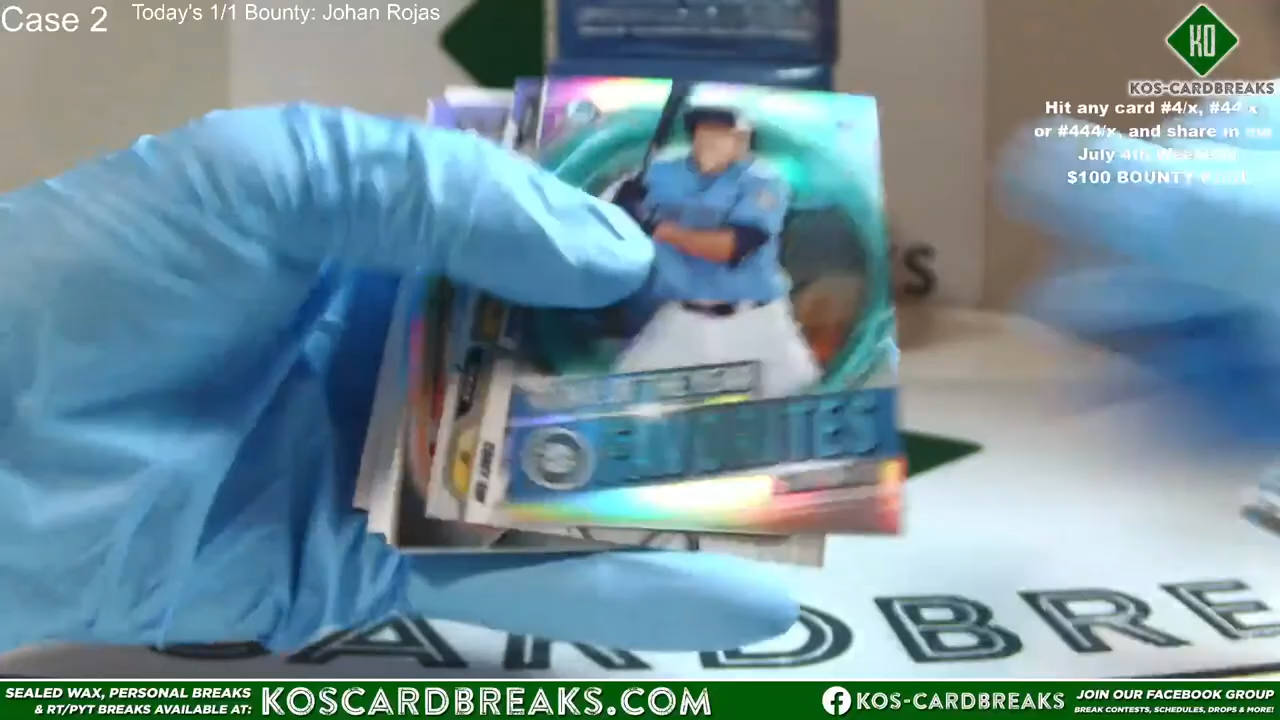 Case 2
Today's 1/1 Bounty: Johan Rojas
KO
KOS-CARDBREAKS
Hit any card #4/x, #44/x
or #444/x, and share in
July 4th
$100 BOUNTY
FAVORITES
CARDBRE
SEALED WAX, PERSONAL BREAKS
& RT/PYT BREAKS AVAILABLE AT:
KOSCARDBREAKS.COM
KOS-CARDBREAKS
JOIN OUR FACEBOOK GROUP
BREAK CONTESTS, SCHEDULES, DROPS & MORE!